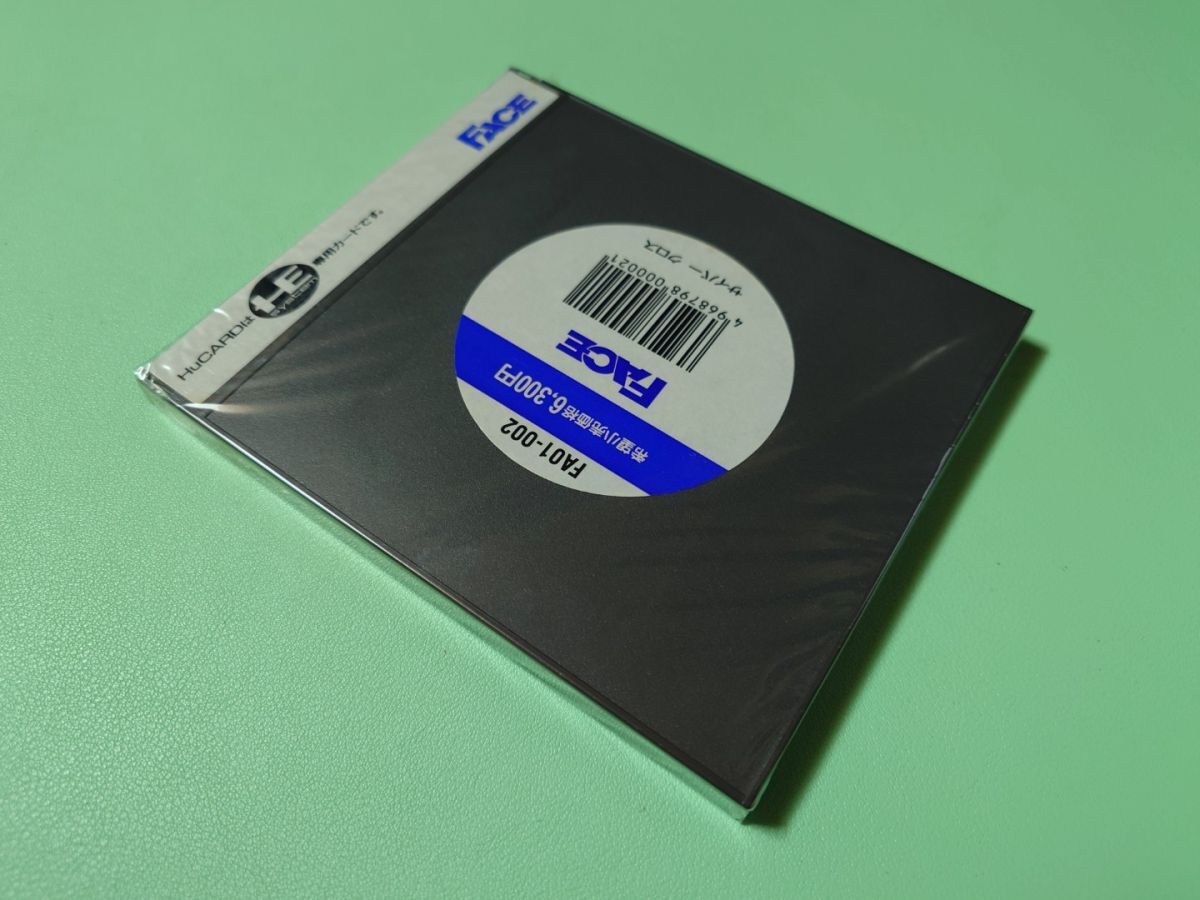 FACE
HuCARDは HE SYSTEM 専用カードです。
サイバー クロス
4968798 000021
FACE
希望小売価格6,300円
FA01-002